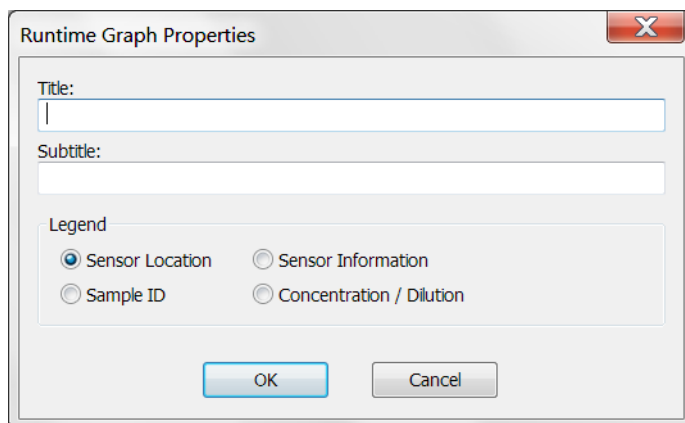 Runtime Graph Properties
Title:
Subtitle:
Legend
Sensor Location Sensor Information
Sample ID Concentration / Dilution
OK Cancel